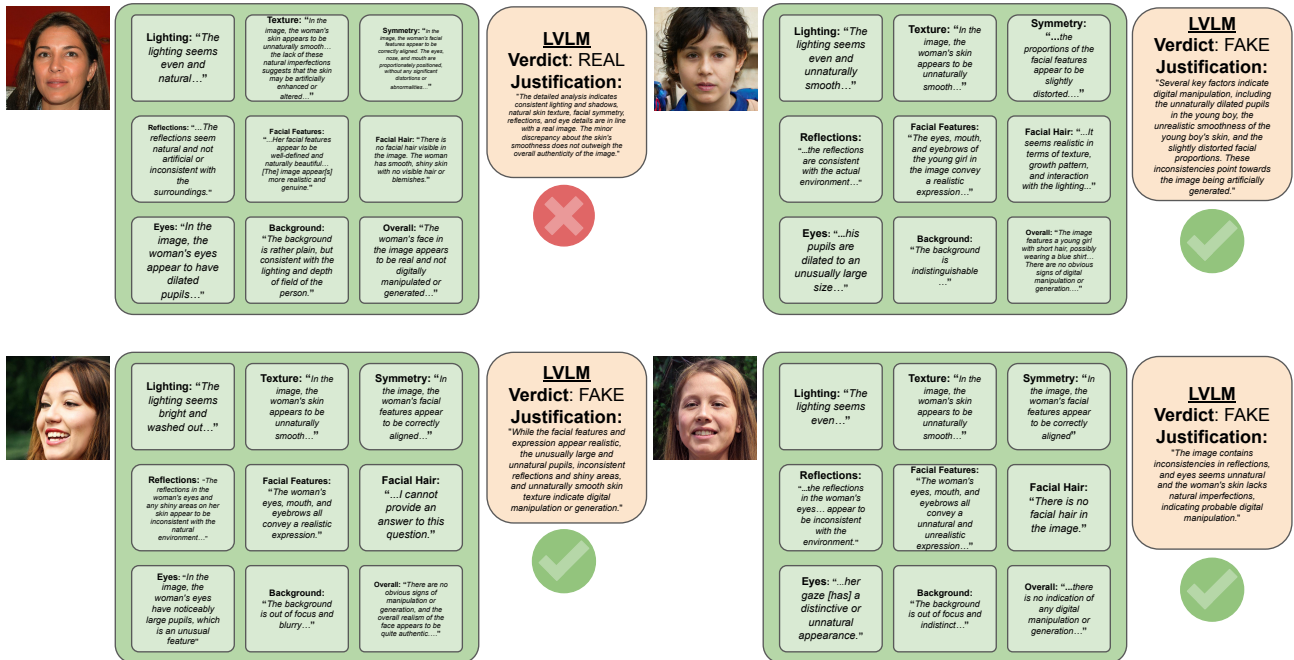 Lighting: “The
lighting seems
even and
natural…”
Texture: “In the
image, the woman's
skin appears to be
unnaturally smooth…
the lack of these
natural imperfections
suggests that the skin
may be artificially
enhanced or
altered…”
Symmetry: “In the
image, the woman's facial
features appear to be
correctly aligned. The eyes,
nose, and mouth are
proportionately positioned,
without any significant
distortions or
abnormalities…”
Reflections: “…The
reflections seem
natural and not
artificial or
inconsistent with
the
surroundings.”
Facial Features:
“…Her facial features
appear to be
well-defined and
naturally beautiful…
[The] image appear[s]
more realistic and
genuine.”
Facial Hair: “There is
no facial hair visible in
the image. The woman
has smooth, shiny skin
with no visible hair or
blemishes.”
Eyes: “In the
image, the
woman's eyes
appear to have
dilated
pupils…”
Background:
“The background
is rather plain, but
consistent with the
lighting and depth
of field of the
person.”
Overall: “The
woman's face in
the image appears
to be real and not
digitally
manipulated or
generated…”
LVLM
Verdict: REAL
Justification:
"The detailed analysis indicates
consistent lighting and shadows,
natural skin texture, facial symmetry,
reflections, and eye details are in line
with a real image. The minor
discrepancy about the skin's
smoothness does not outweigh the
overall authenticity of the image."
Lighting: “The
lighting seems
even and
unnaturally
smooth…”
Texture: “In the
image, the woman's
skin appears to be
unnaturally
smooth…”
Symmetry:
“...the
proportions of the
facial features
appear to be
slightly
distorted….”
Reflections:
“...the reflections
are consistent
with the actual
environment…”
Facial Features:
“The eyes, mouth,
and eyebrows of
the young girl in
the image convey
a realistic
expression…”
Facial Hair: “...It
seems realistic in
terms of texture,
growth pattern,
and interaction
with the lighting...”
Eyes: “...his
pupils are
dilated to an
unusually large
size…”
Background:
“The background
is
indistinguishable
…”
Overall: “The image
features a young girl
with short hair, possibly
wearing a blue shirt…
There are no obvious
signs of digital
manipulation or
generation….”
LVLM
Verdict: FAKE
Justification:
"Several key factors indicate
digital manipulation, including
the unnaturally dilated pupils
in the young boy, the
unrealistic smoothness of the
young boy's skin, and the
slightly distorted facial
proportions. These
inconsistencies point towards
the image being artificially
generated."
Lighting: “The
lighting seems
bright and
washed out…”
Texture: “In the
image, the
woman's skin
appears to be
unnaturally
smooth…”
Symmetry: “In
the image, the
woman's facial
features appear
to be correctly
aligned…”
Reflections: “The
reflections in the
woman's eyes and
any shiny areas on her
skin appear to be
inconsistent with the
natural
environment…”
Facial Features:
“The woman's
eyes, mouth, and
eyebrows all
convey a realistic
expression.”
Facial Hair:
“...I cannot
provide an
answer to this
question.”
Eyes: “In the
image, the
woman's eyes
have noticeably
large pupils, which
is an unusual
feature”
Background:
“The background
is out of focus and
blurry…”
Overall: “There are no
obvious signs of
manipulation or
generation, and the
overall realism of the
face appears to be
quite authentic….”
LVLM
Verdict: FAKE
Justification:
"While the facial features and
expression appear realistic,
the unusually large and
unnatural pupils, inconsistent
reflections and shiny areas,
and unnaturally smooth skin
texture indicate digital
manipulation or generation."
Lighting: “The
lighting seems
even…”
Texture: “In the
image, the
woman's skin
appears to be
unnaturally
smooth…”
Symmetry: “In
the image, the
woman's facial
features appear
to be correctly
aligned”
Reflections:
“...the reflections
in the woman's
eyes… appear to
be inconsistent
with the
environment.”
Facial Features:
“The woman's
eyes, mouth, and
eyebrows all
convey a
unnatural and
unrealistic
expression…”
Facial Hair:
“There is no
facial hair in
the image.”
Eyes: “...her
gaze [has] a
distinctive or
unnatural
appearance.”
Background:
“The background
is out of focus and
indistinct…”
Overall: “...there
is no indication of
any digital
manipulation or
generation…”
LVLM
Verdict: FAKE
Justification:
"The image contains
inconsistencies in reflections,
and eyes seems unnatural
and the woman's skin lacks
natural imperfections,
indicating probable digital
manipulation."